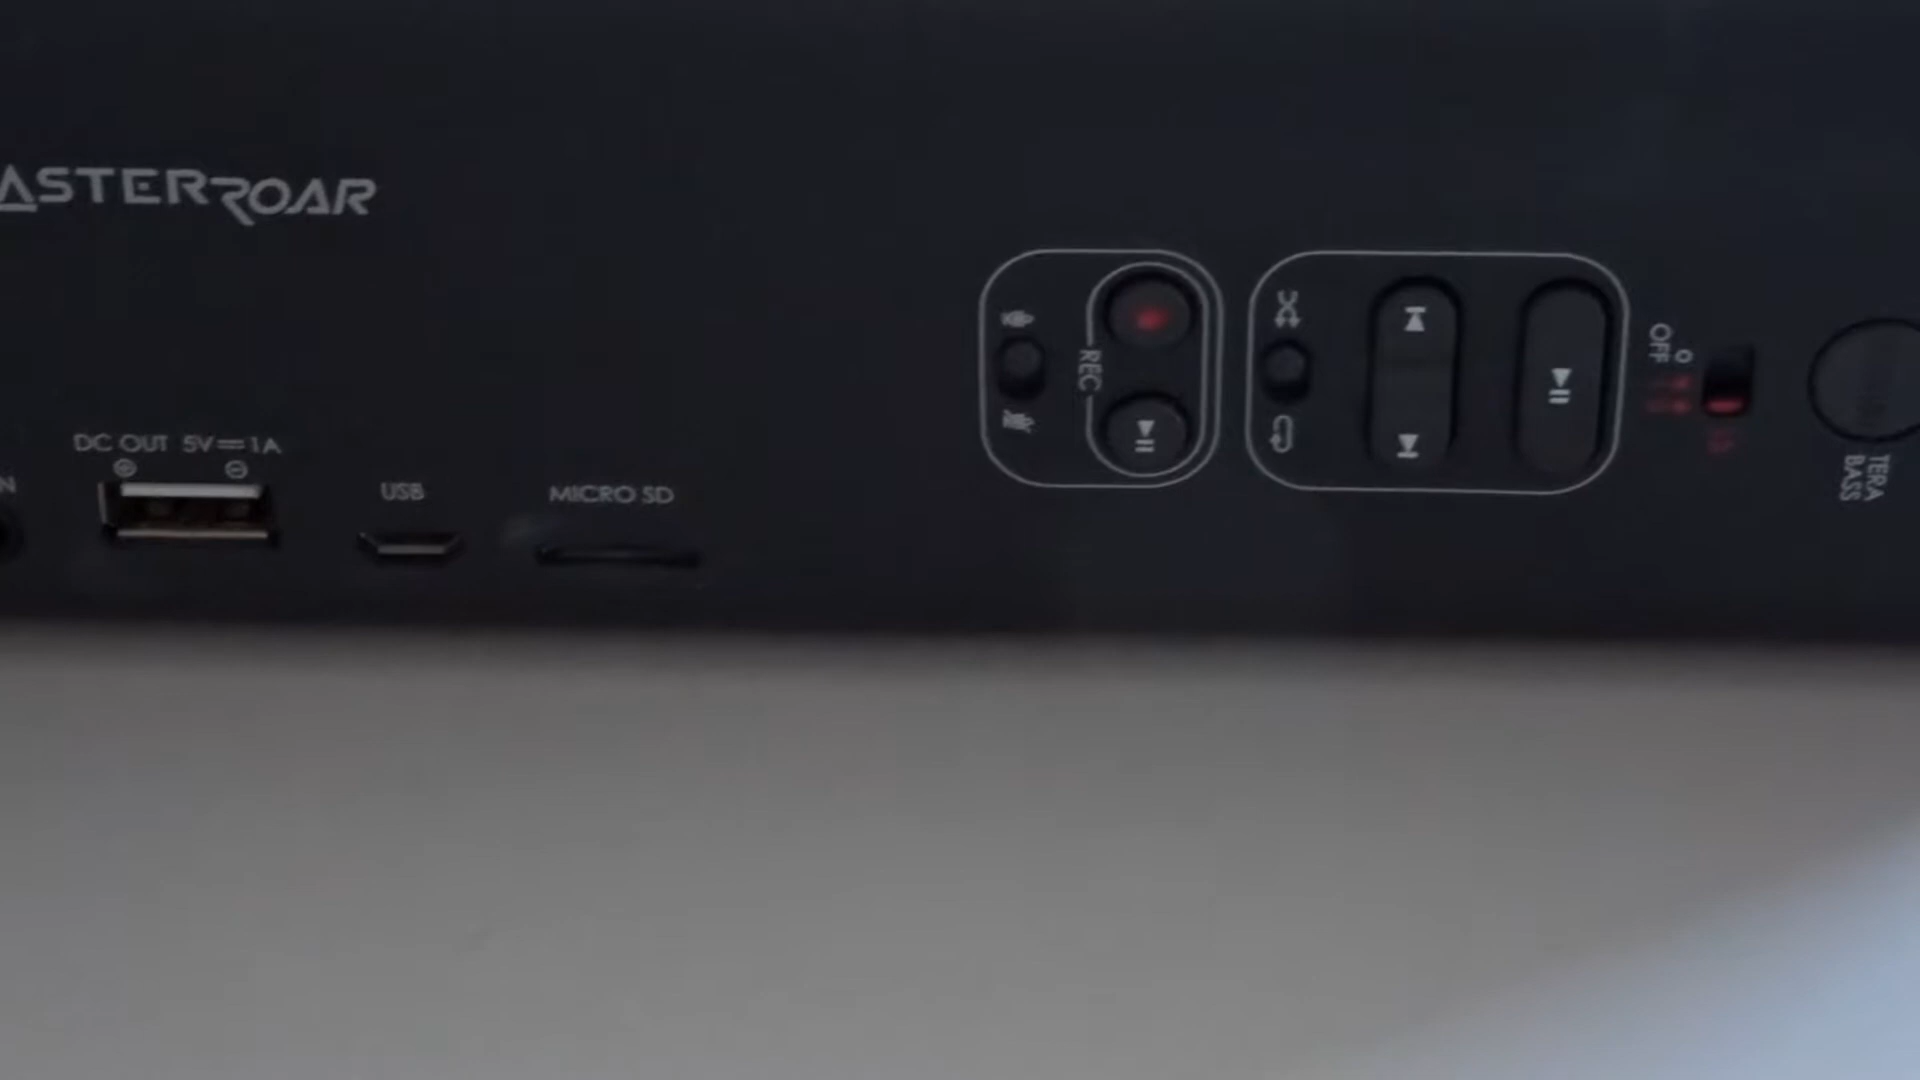 ASTERROAR
DC OUT 5V⎓1A
USB
MICRO SD
REC
OFF
TERA
BASS